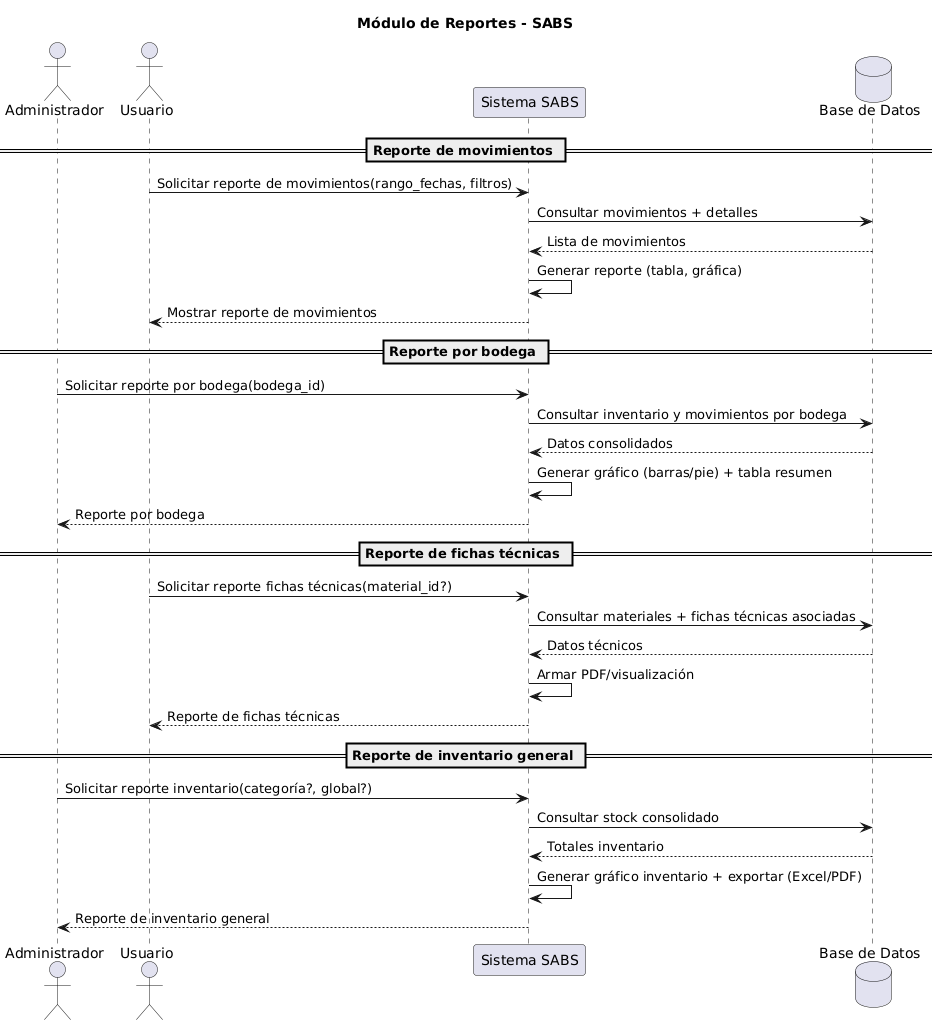 Módulo de Reportes - SABS
Administrador
Usuario
Sistema SABS
Base de Datos
Reporte de movimientos
Solicitar reporte de movimientos(rango_fechas, filtros)
Consultar movimientos + detalles
Lista de movimientos
Generar reporte (tabla, gráfica)
Mostrar reporte de movimientos
Reporte por bodega
Solicitar reporte por bodega(bodega_id)
Consultar inventario y movimientos por bodega
Datos consolidados
Generar gráfico (barras/pie) + tabla resumen
Reporte por bodega
Reporte de fichas técnicas
Solicitar reporte fichas técnicas(material_id?)
Consultar materiales + fichas técnicas asociadas
Datos técnicos
Armar PDF/visualización
Reporte de fichas técnicas
Reporte de inventario general
Solicitar reporte inventario(categoría?, global?)
Consultar stock consolidado
Totales inventario
Generar gráfico inventario + exportar (Excel/PDF)
Reporte de inventario general
Administrador
Usuario
Sistema SABS
Base de Datos